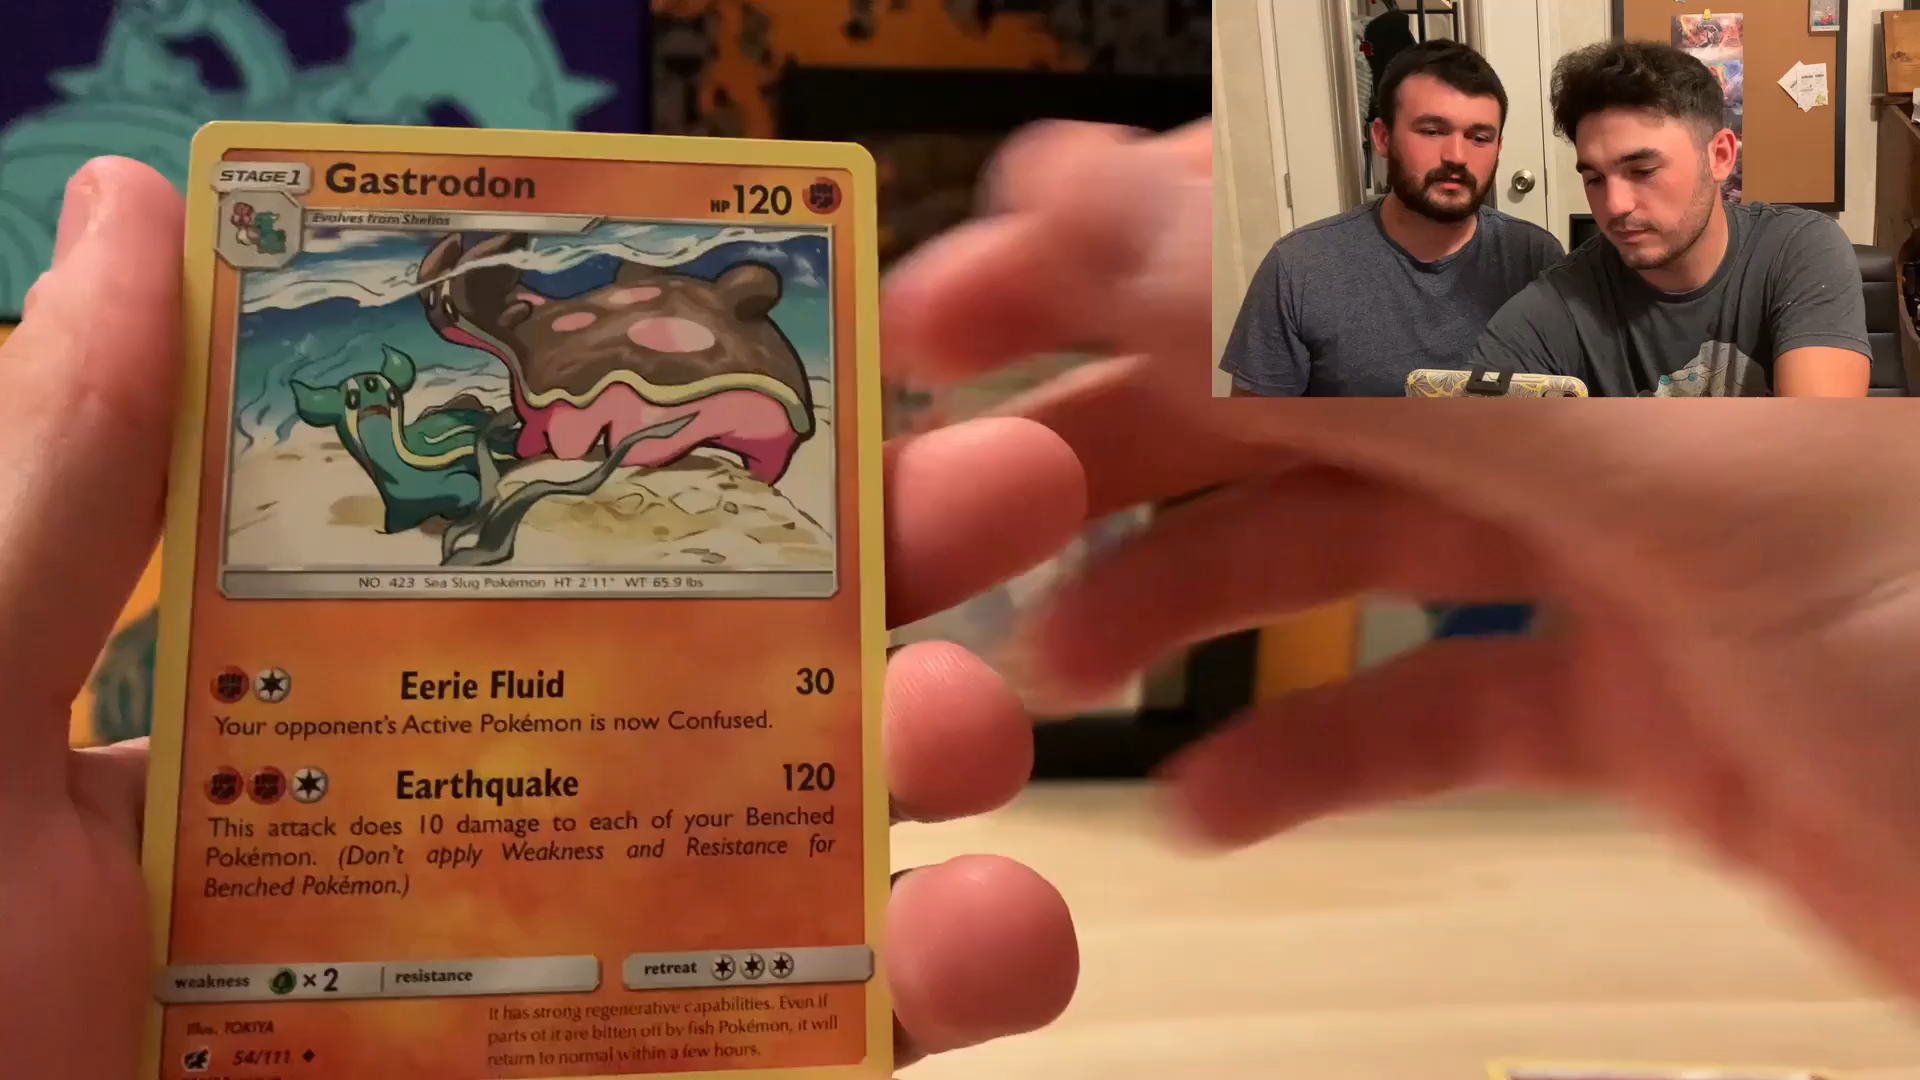 STAGE 1 Gastrodon HP 120
Evolves from Shellos
NO. 423 Sea Slug Pokémon HT: 2'11" WT: 65.9 lbs
Eerie Fluid 30
Your opponent's Active Pokémon is now Confused.
Earthquake 120
This attack does 10 damage to each of your Benched
Pokémon. (Don't apply Weakness and Resistance for
Benched Pokémon.)
weakness ×2 resistance retreat
Illus. TOKIYA
54/111
It has strong regenerative capabilities. Even if
parts of it are bitten off by fish Pokémon, it will
return to normal within a few hours.